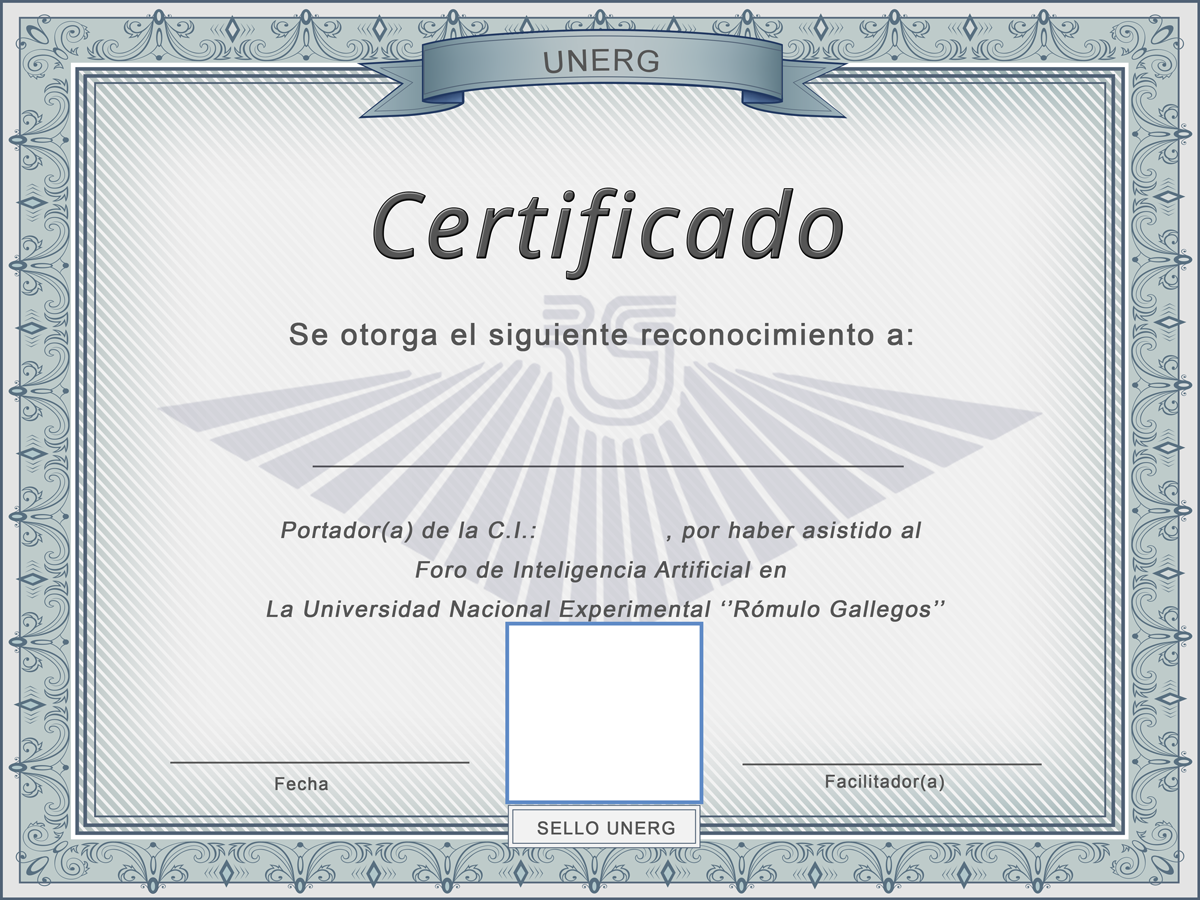 UNERG
Certificado
Se otorga el siguiente reconocimiento a:
Portador(a) de la C.I.: , por haber asistido al
Foro de Inteligencia Artificial en
La Universidad Nacional Experimental ‘’Rómulo Gallegos’’
Fecha
Facilitador(a)
SELLO UNERG